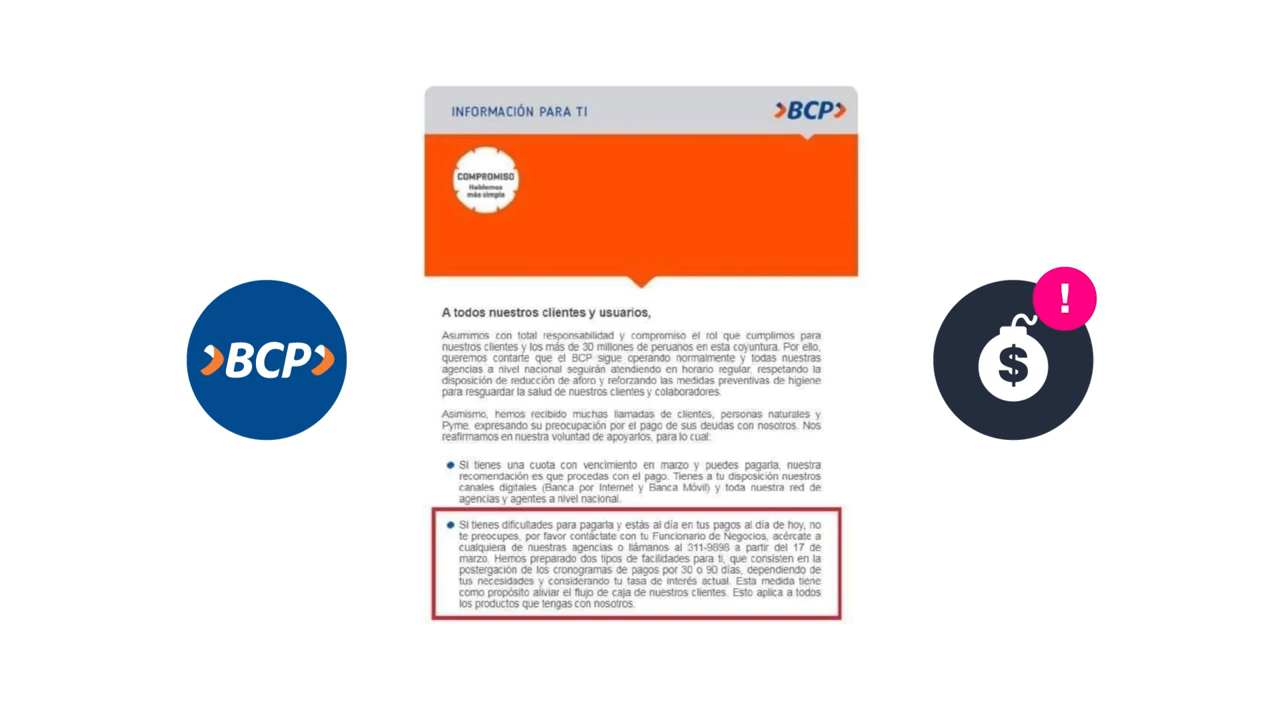 INFORMACIÓN PARA TI
BCP
COMPROMISO
Hablemos
más simple
A todos nuestros clientes y usuarios,
Asumimos con total responsabilidad y compromiso el rol que cumplimos para
nuestros clientes y los más de 30 millones de peruanos en esta coyuntura. Por ello,
queremos contarte que el BCP sigue operando normalmente y todas nuestras
agencias a nivel nacional seguirán atendiendo en horario regular, respetando la
disposición de reducción de aforo y reforzando las medidas preventivas de higiene
para resguardar la salud de nuestros clientes y colaboradores.
Asimismo, hemos recibido muchas llamadas de clientes, personas naturales y
Pyme, expresando su preocupación por el pago de sus deudas con nosotros. Nos
reafirmamos en nuestra voluntad de apoyarlos, para lo cual:
Si tienes una cuota con vencimiento en marzo y puedes pagarla, nuestra
recomendación es que procedas con el pago. Tienes a tu disposición nuestros
canales digitales (Banca por Internet y Banca Móvil) y toda nuestra red de
agencias y agentes a nivel nacional.
Si tienes dificultades para pagarla y estás al día en tus pagos al día de hoy, no
te preocupes, por favor contáctate con tu Funcionario de Negocios, acércate a
cualquiera de nuestras agencias o llámanos al 311-9898 a partir del 17 de
marzo. Hemos preparado dos tipos de facilidades para ti, que consisten en la
postergación de los cronogramas de pagos por 30 o 90 días, dependiendo de
tus necesidades y considerando tu tasa de interés actual. Esta medida tiene
como propósito aliviar el flujo de caja de nuestros clientes. Esto aplica a todos
los productos que tengas con nosotros.
BCP
$
!